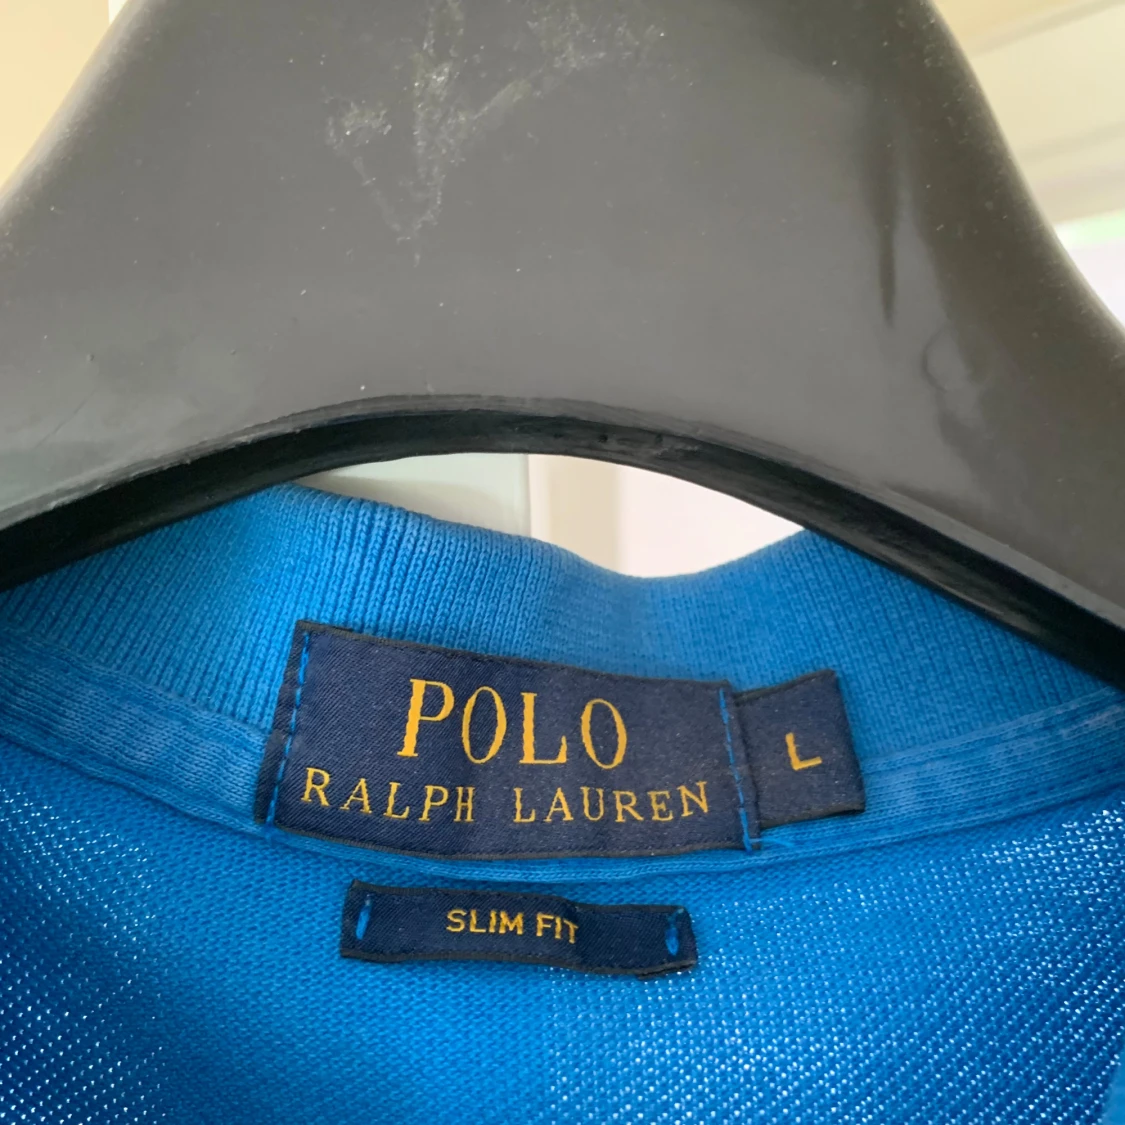 POLO
RALPH LAUREN
L
SLIM FIT